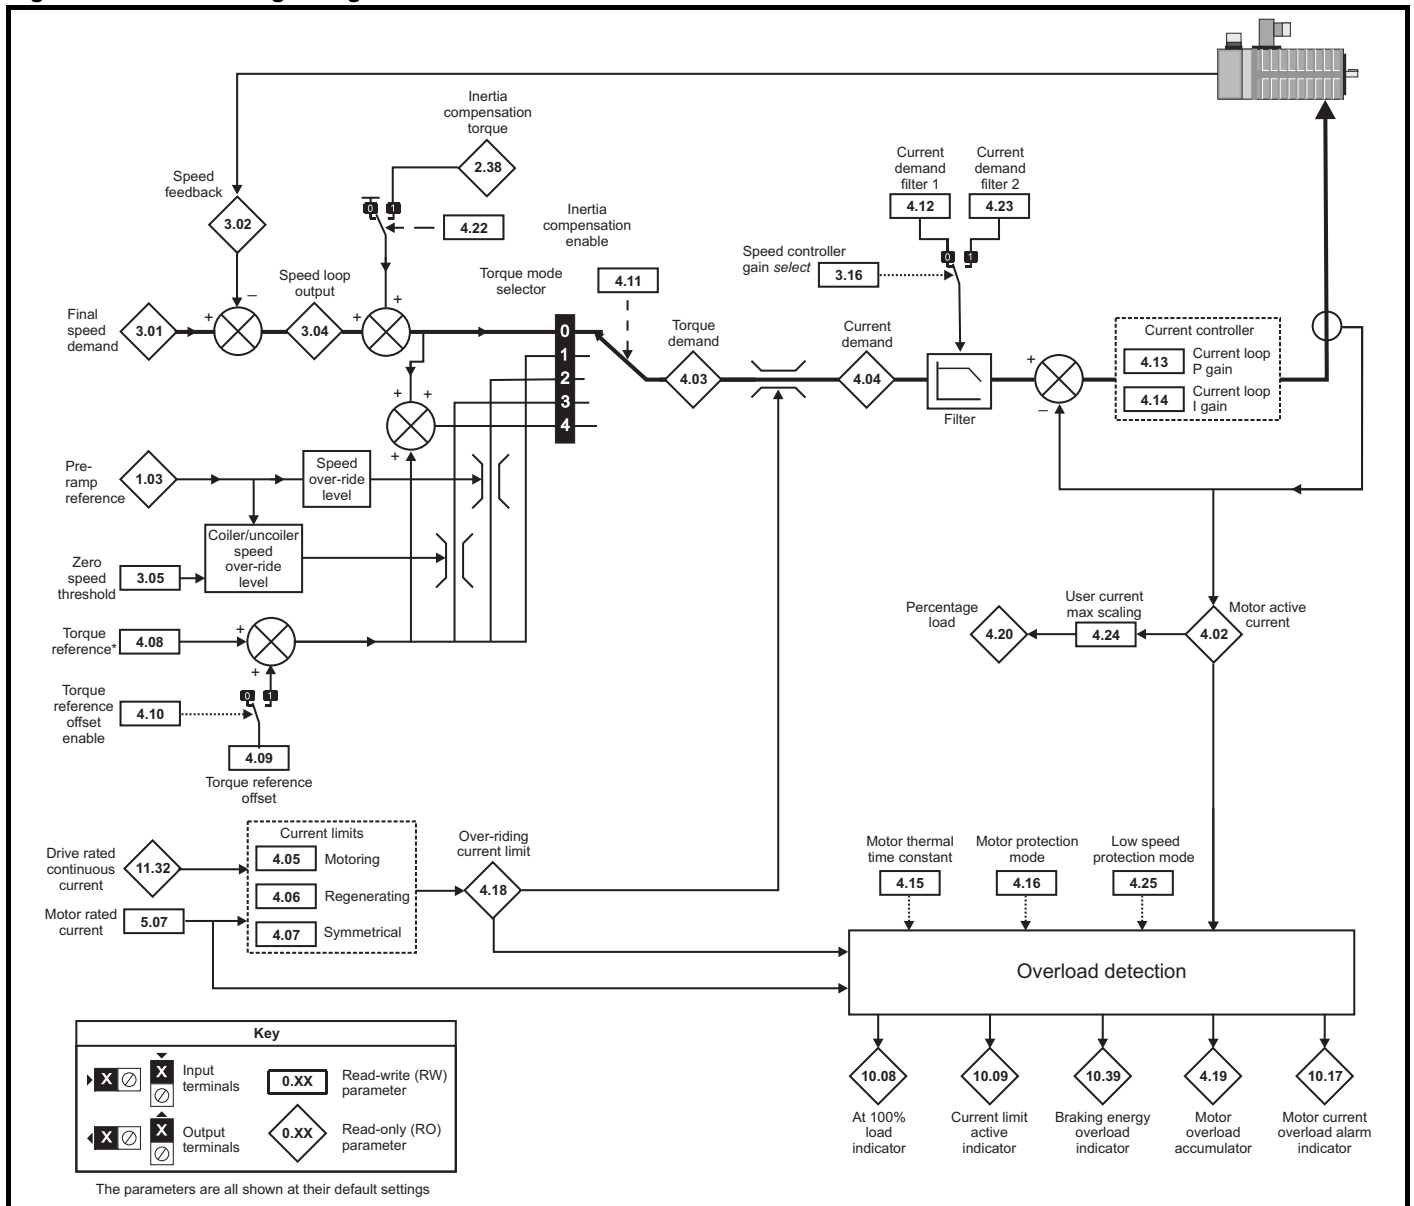 Inertia
compensation
torque
2.38
Speed
feedback
3.02
0 1
4.22
Inertia
compensation
enable
Current
demand
filter 1
4.12
Current
demand
filter 2
4.23
Speed controller
gain select
3.16
0 1
Torque mode
selector
4.11
Final
speed
demand
3.01
+
–
Speed loop
output
3.04
+
+
0
1
2
3
4
Torque
demand
4.03
Current
demand
4.04
Filter
+
–
Current controller
4.13
Current loop
P gain
4.14
Current loop
I gain
+ +
+
Pre-
ramp
reference
1.03
Speed
over-ride
level
Coiler/uncoiler
speed
over-ride
level
Zero
speed
threshold
3.05
Torque
reference*
4.08
+
+
0 1
Torque
reference
offset
enable
4.10
4.09
Torque reference
offset
Percentage
load
4.20
User current
max scaling
4.24
4.02
Motor active
current
Drive rated
continuous
current
11.32
Motor rated
current
5.07
Current limits
4.05 Motoring
4.06 Regenerating
4.07 Symmetrical
Over-riding
current limit
4.18
Motor thermal
time constant
4.15
Motor protection
mode
4.16
Low speed
protection mode
4.25
Overload detection
10.08
At 100%
load
indicator
10.09
Current limit
active
indicator
10.39
Braking energy
overload
indicator
4.19
Motor
overload
accumulator
10.17
Motor current
overload alarm
indicator
Key
X X
Input
terminals
0.XX
Read-write (RW)
parameter
X X
Output
terminals
0.XX
Read-only (RO)
parameter
The parameters are all shown at their default settings